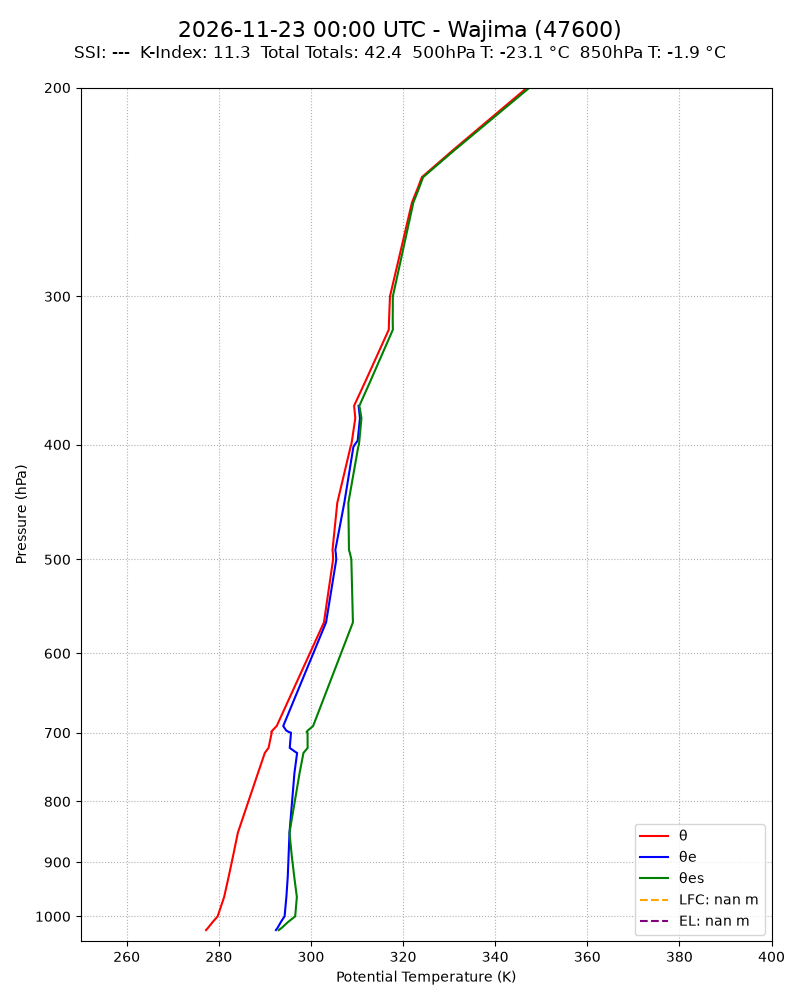 2026-11-23 00:00 UTC - Wajima (47600)
SSI: ---  K-Index: 11.3  Total Totals: 42.4  500hPa T: -23.1 °C  850hPa T: -1.9 °C
200
300
400
500
600
700
800
900
1000
Pressure (hPa)
θ
θe
θes
LFC: nan m
EL: nan m
260 280 300 320 340 360 380 400
Potential Temperature (K)